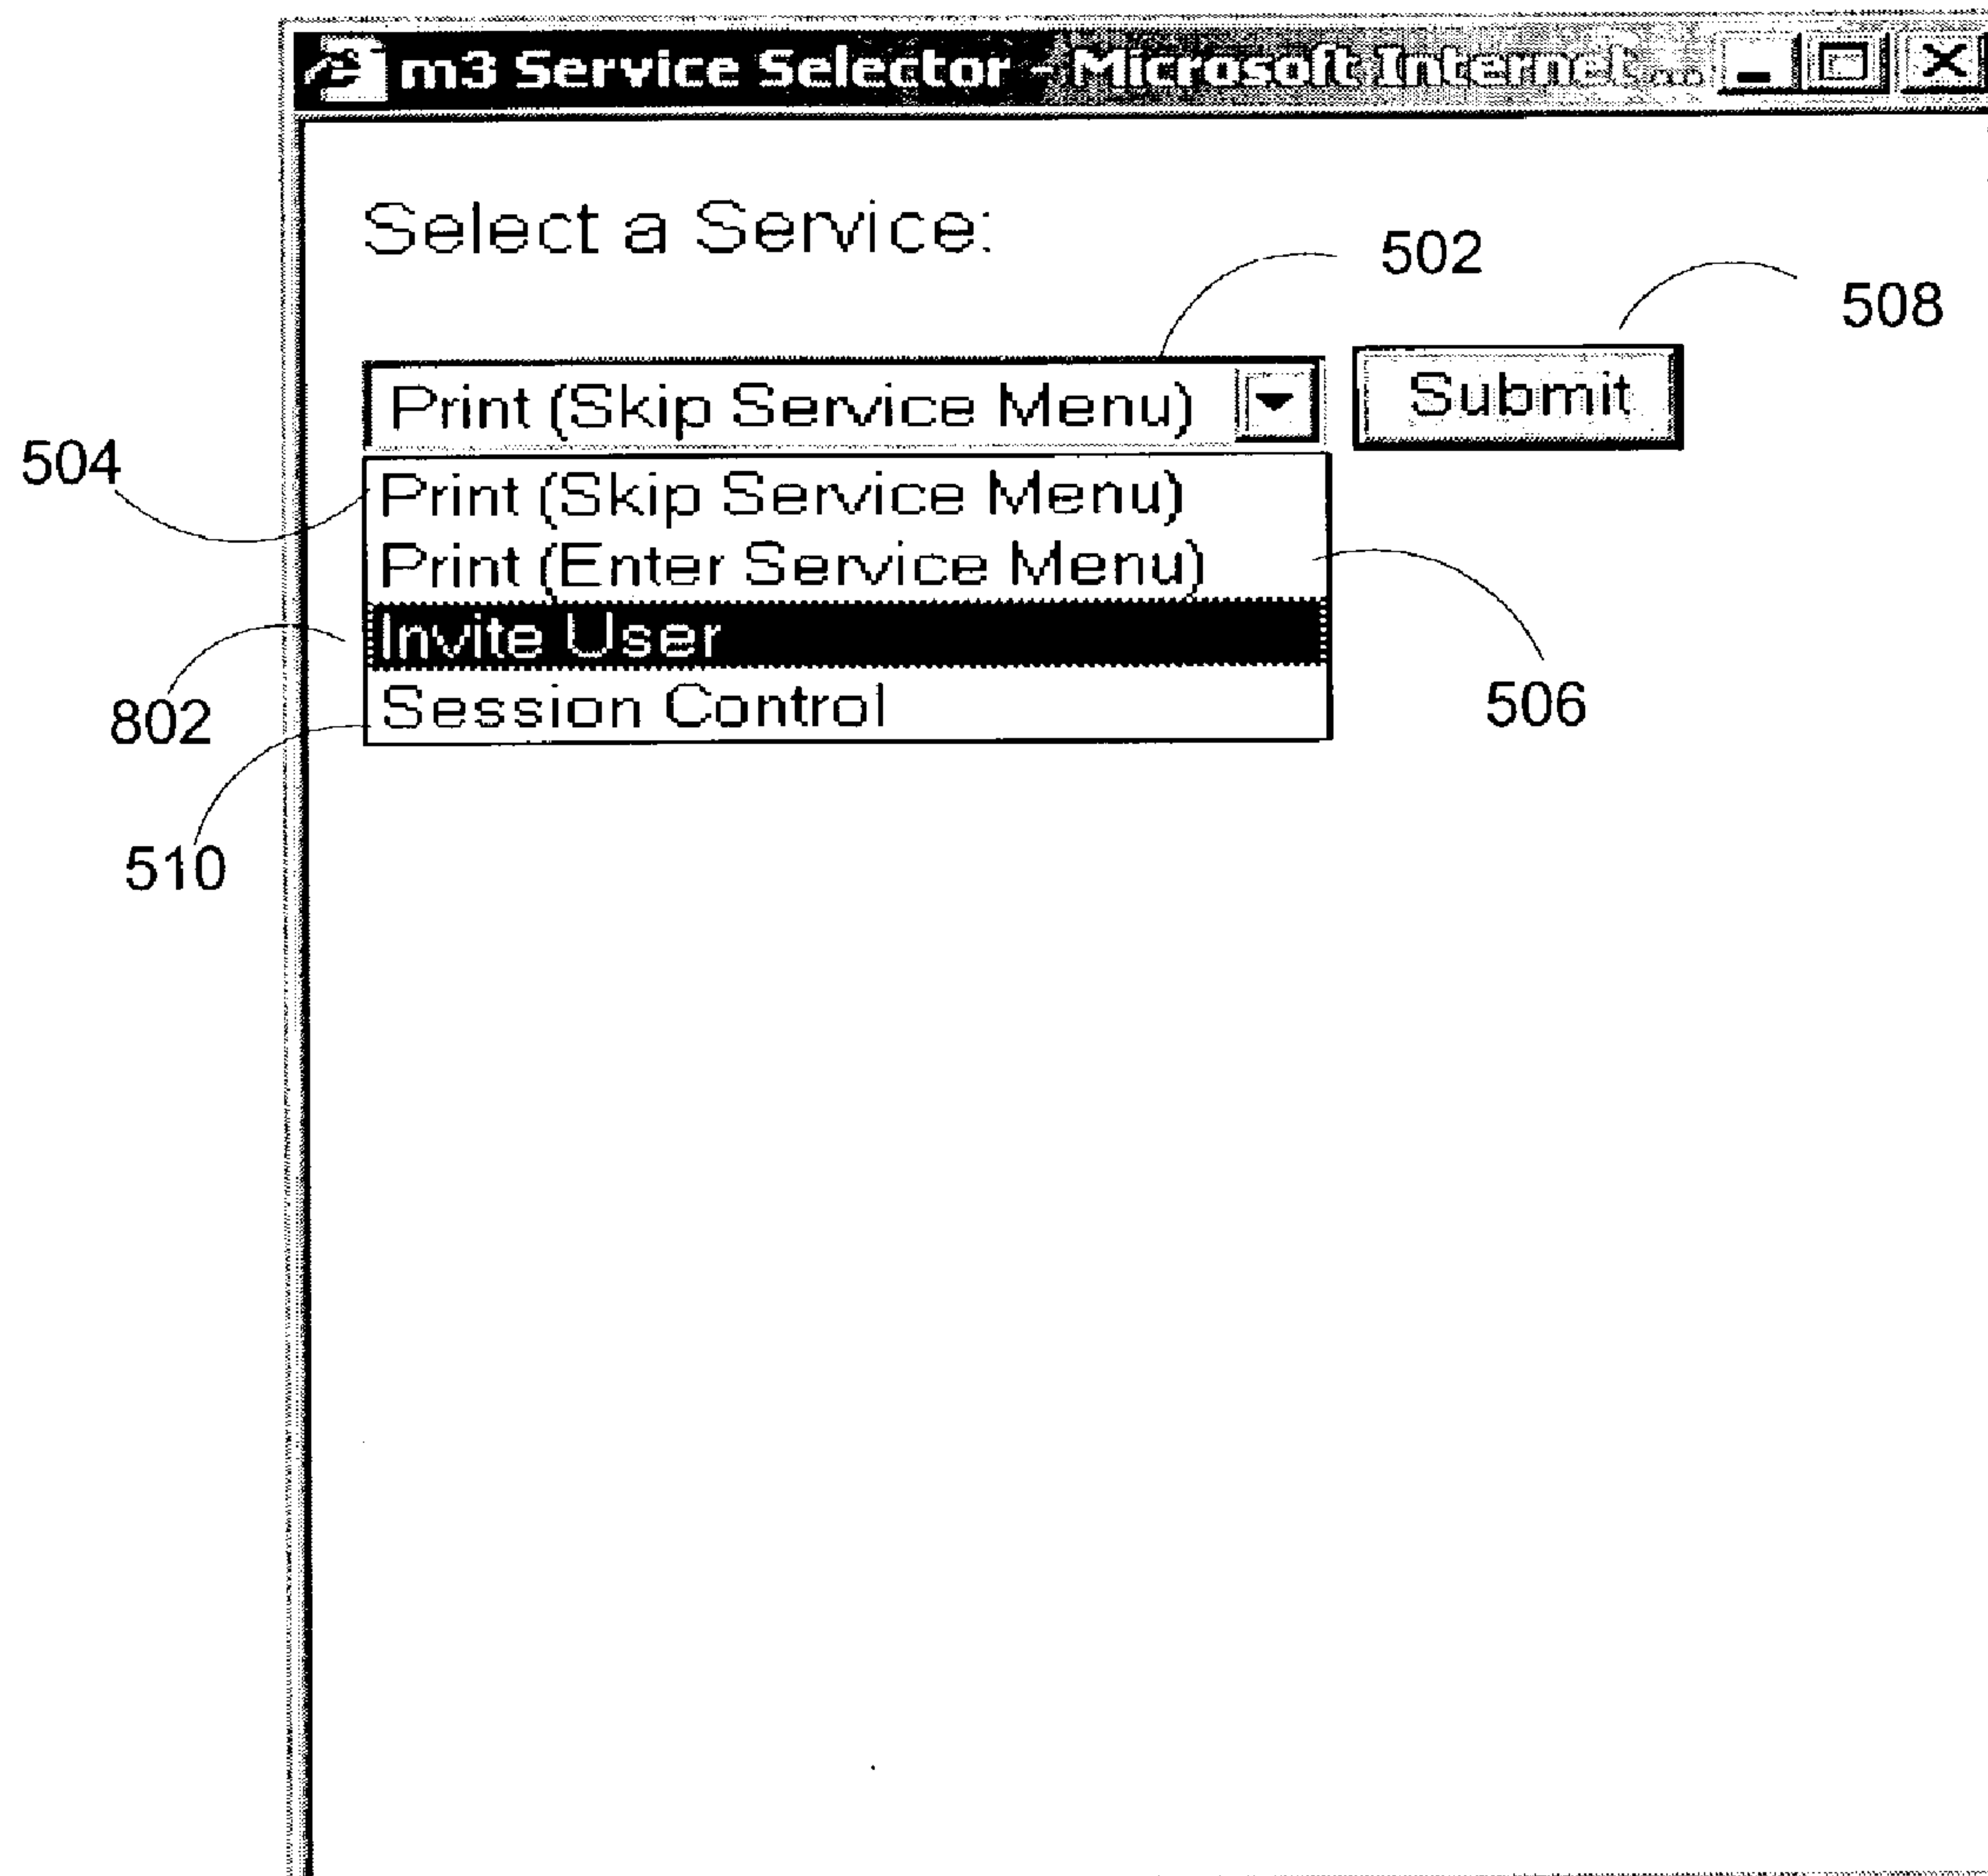 m3 Service Selector - Microsoft Internet ...
Select a Service:
502
508
Print (Skip Service Menu)
Submit
504
Print (Skip Service Menu)
Print (Enter Service Menu)
Invite User
802
506
Session Control
510